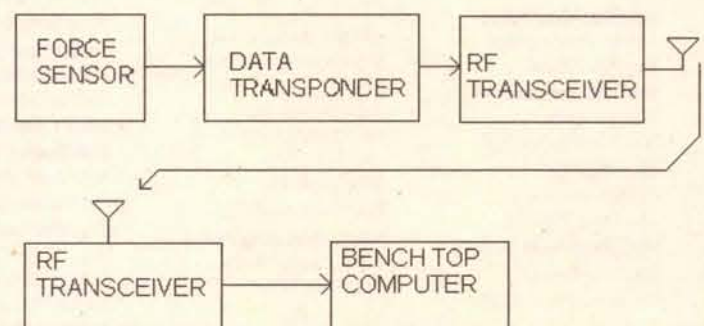 FORCE
SENSOR
DATA
TRANSPONDER
RF
TRANSCEIVER
RF
TRANSCEIVER
BENCH TOP
COMPUTER